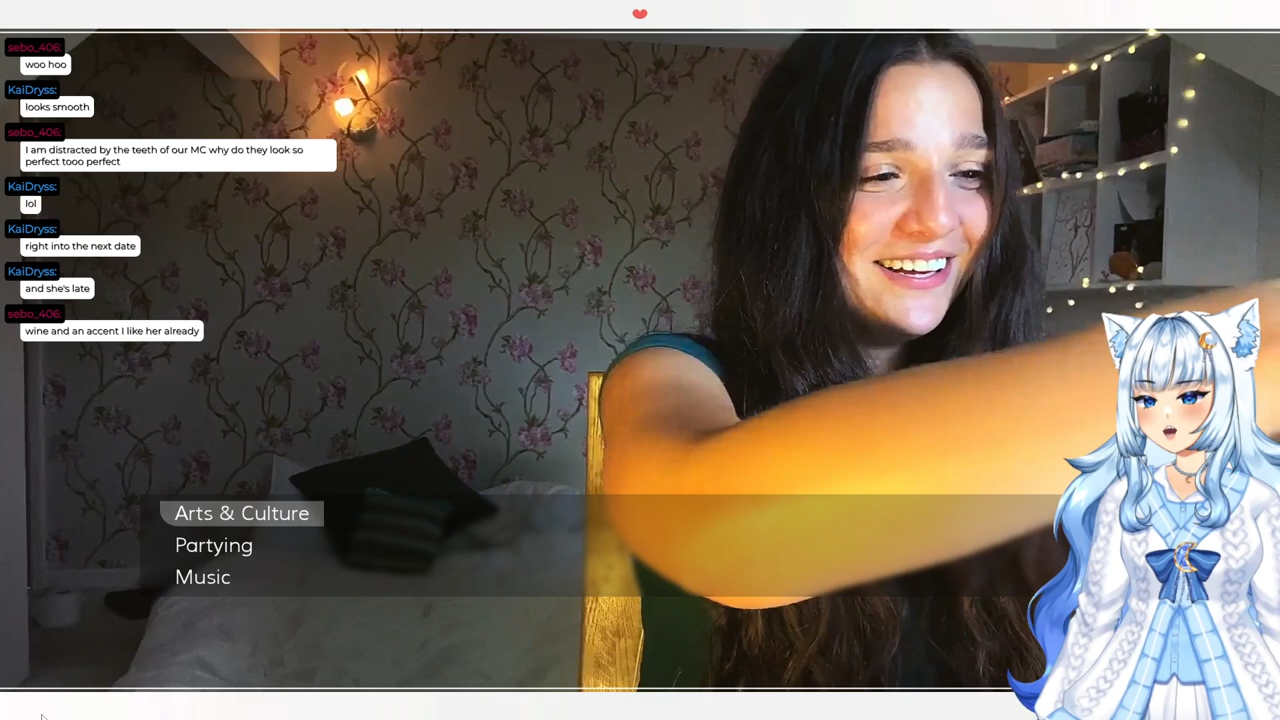 sebo_406:
woo hoo
KaiDryss:
looks smooth
sebo_406:
I am distracted by the teeth of our MC why do they look so
perfect tooo perfect
KaiDryss:
lol
KaiDryss:
right into the next date
KaiDryss:
and she's late
sebo_406:
wine and an accent I like her already
Arts & Culture
Partying
Music